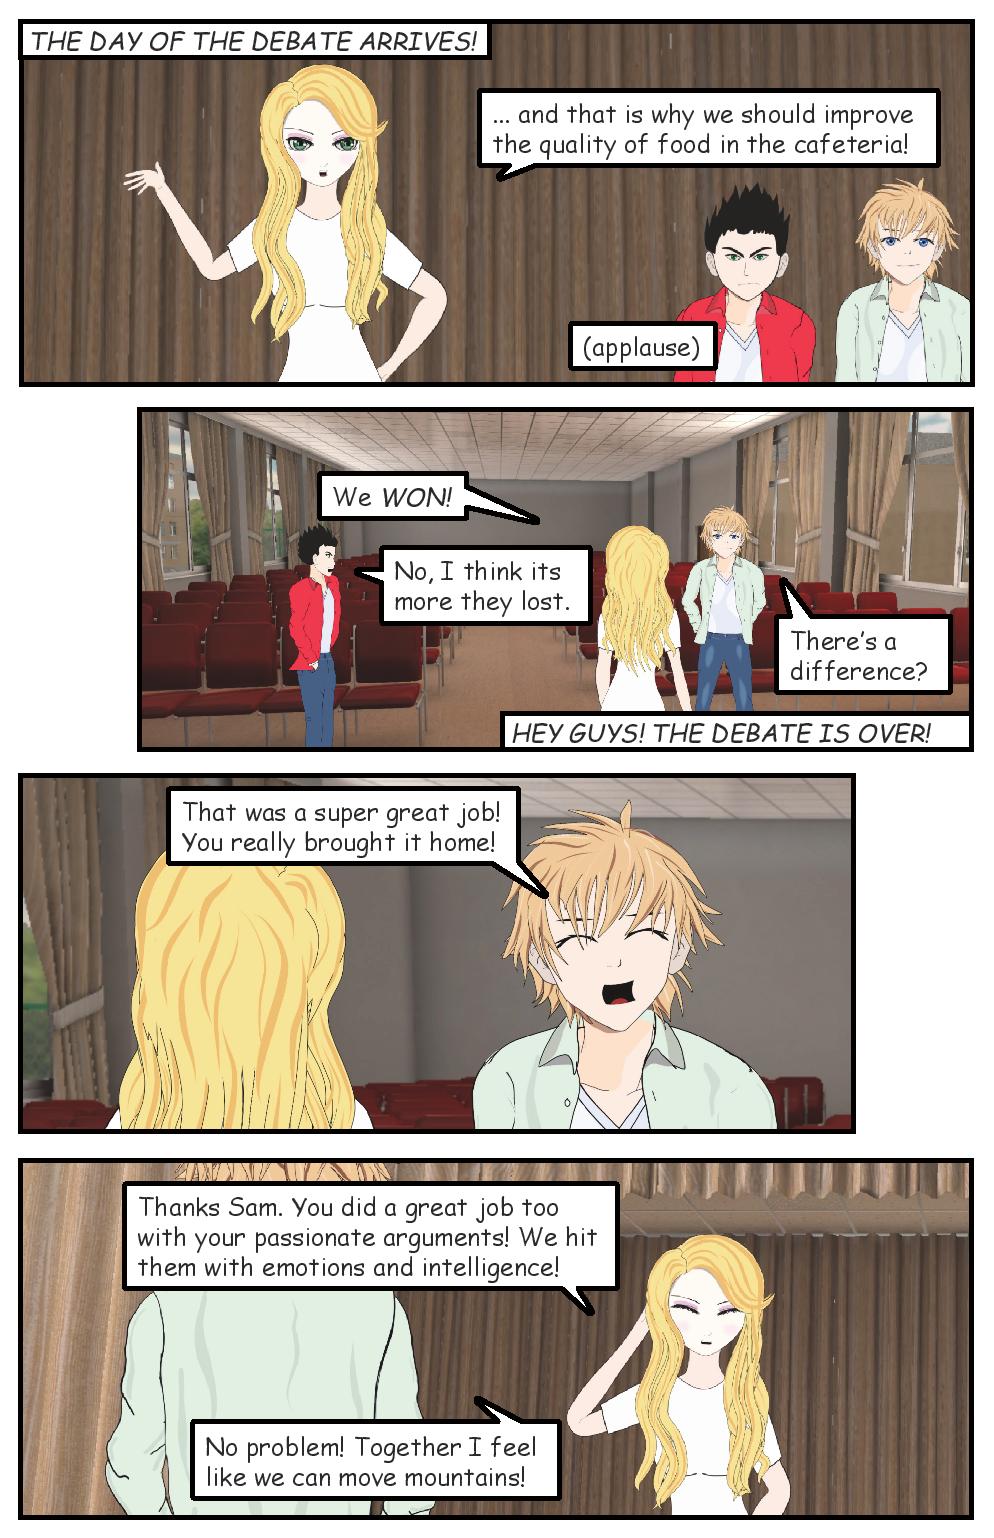 THE DAY OF THE DEBATE ARRIVES!
... and that is why we should improve
the quality of food in the cafeteria!
(applause)
We WON!
No, I think its
more they lost.
There's a
difference?
HEY GUYS! THE DEBATE IS OVER!
That was a super great job!
You really brought it home!
Thanks Sam. You did a great job too
with your passionate arguments! We hit
them with emotions and intelligence!
No problem! Together I feel
like we can move mountains!